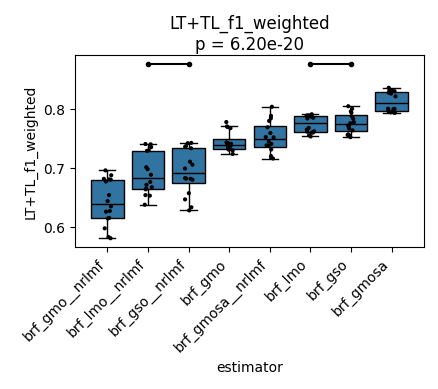 LT+TL_f1_weighted
p = 6.20e-20
LT+TL_f1_weighted
0.8
0.7
0.6
brf_gmo__nrlmf
brf_lmo__nrlmf
brf_gso__nrlmf
brf_gmo
brf_gmosa__nrlmf
brf_lmo
brf_gso
brf_gmosa
estimator